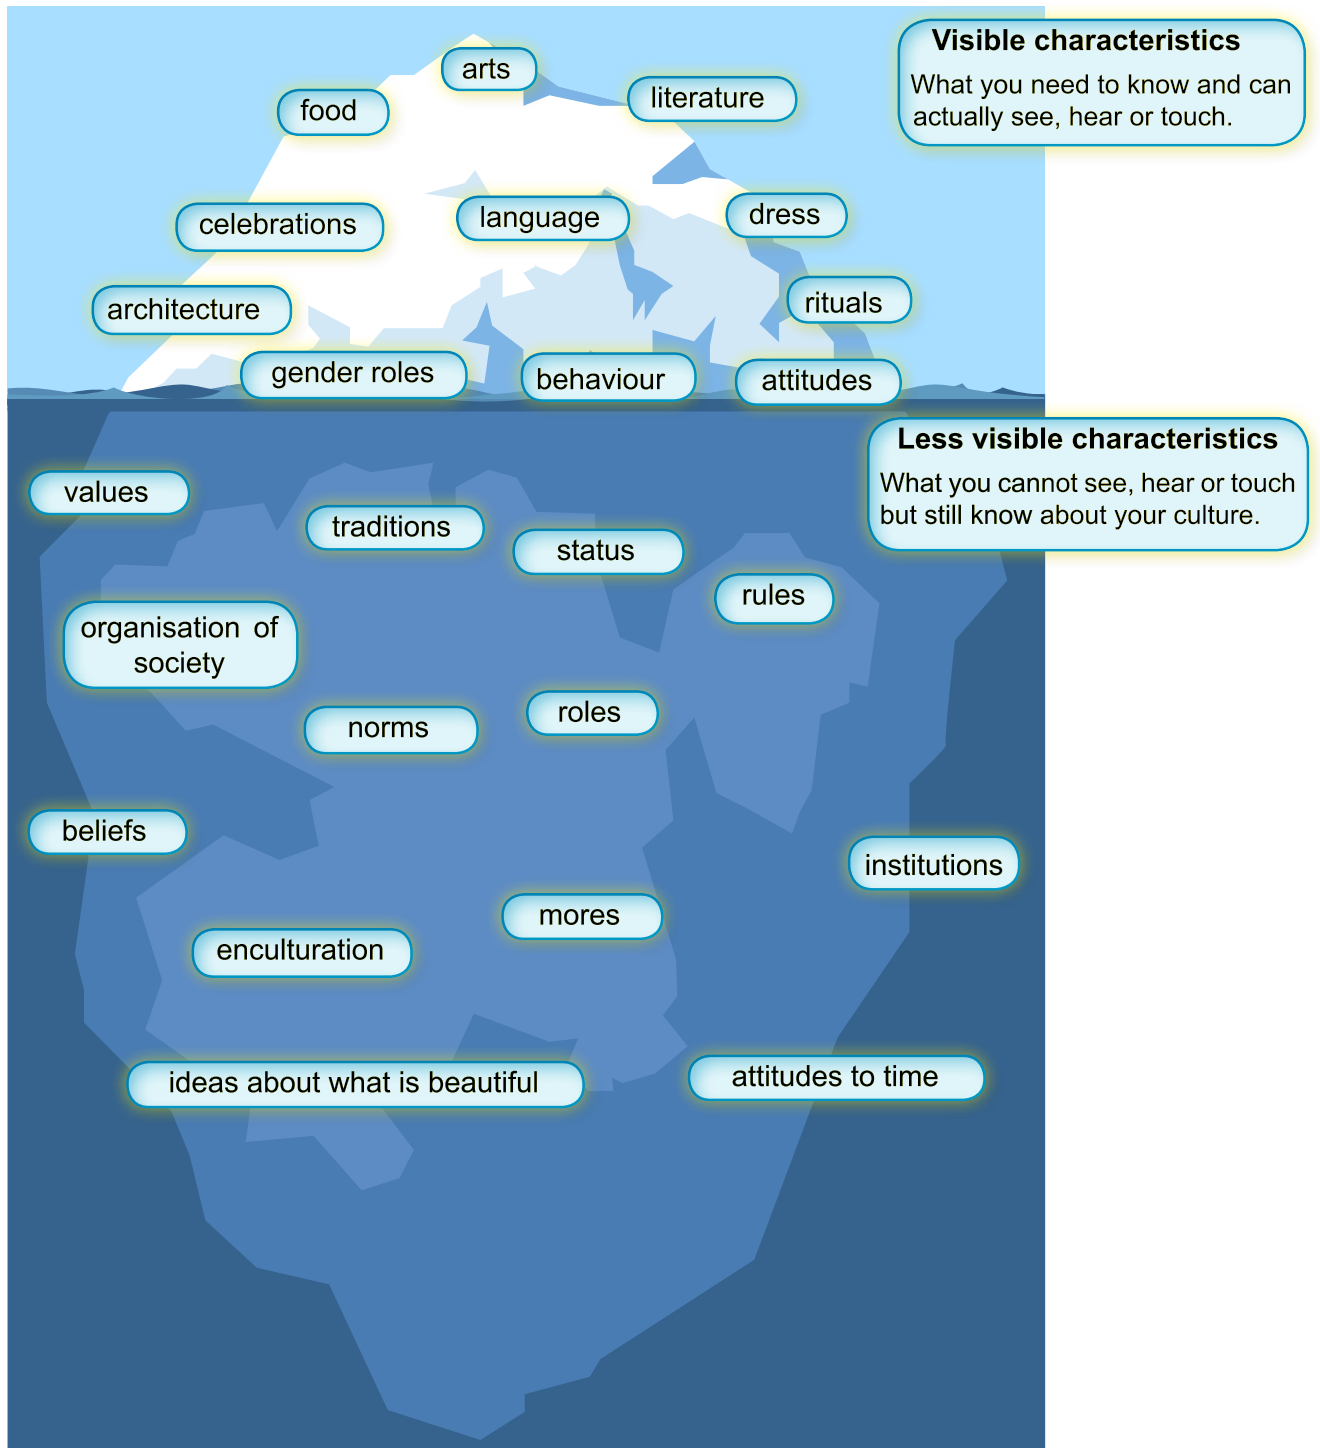 Visible characteristics
What you need to know and can
actually see, hear or touch.
arts
literature
food
celebrations
language
dress
architecture
rituals
gender roles
behaviour
attitudes
Less visible characteristics
What you cannot see, hear or touch
but still know about your culture.
values
traditions
status
rules
organisation of
society
norms
roles
beliefs
institutions
mores
enculturation
ideas about what is beautiful
attitudes to time